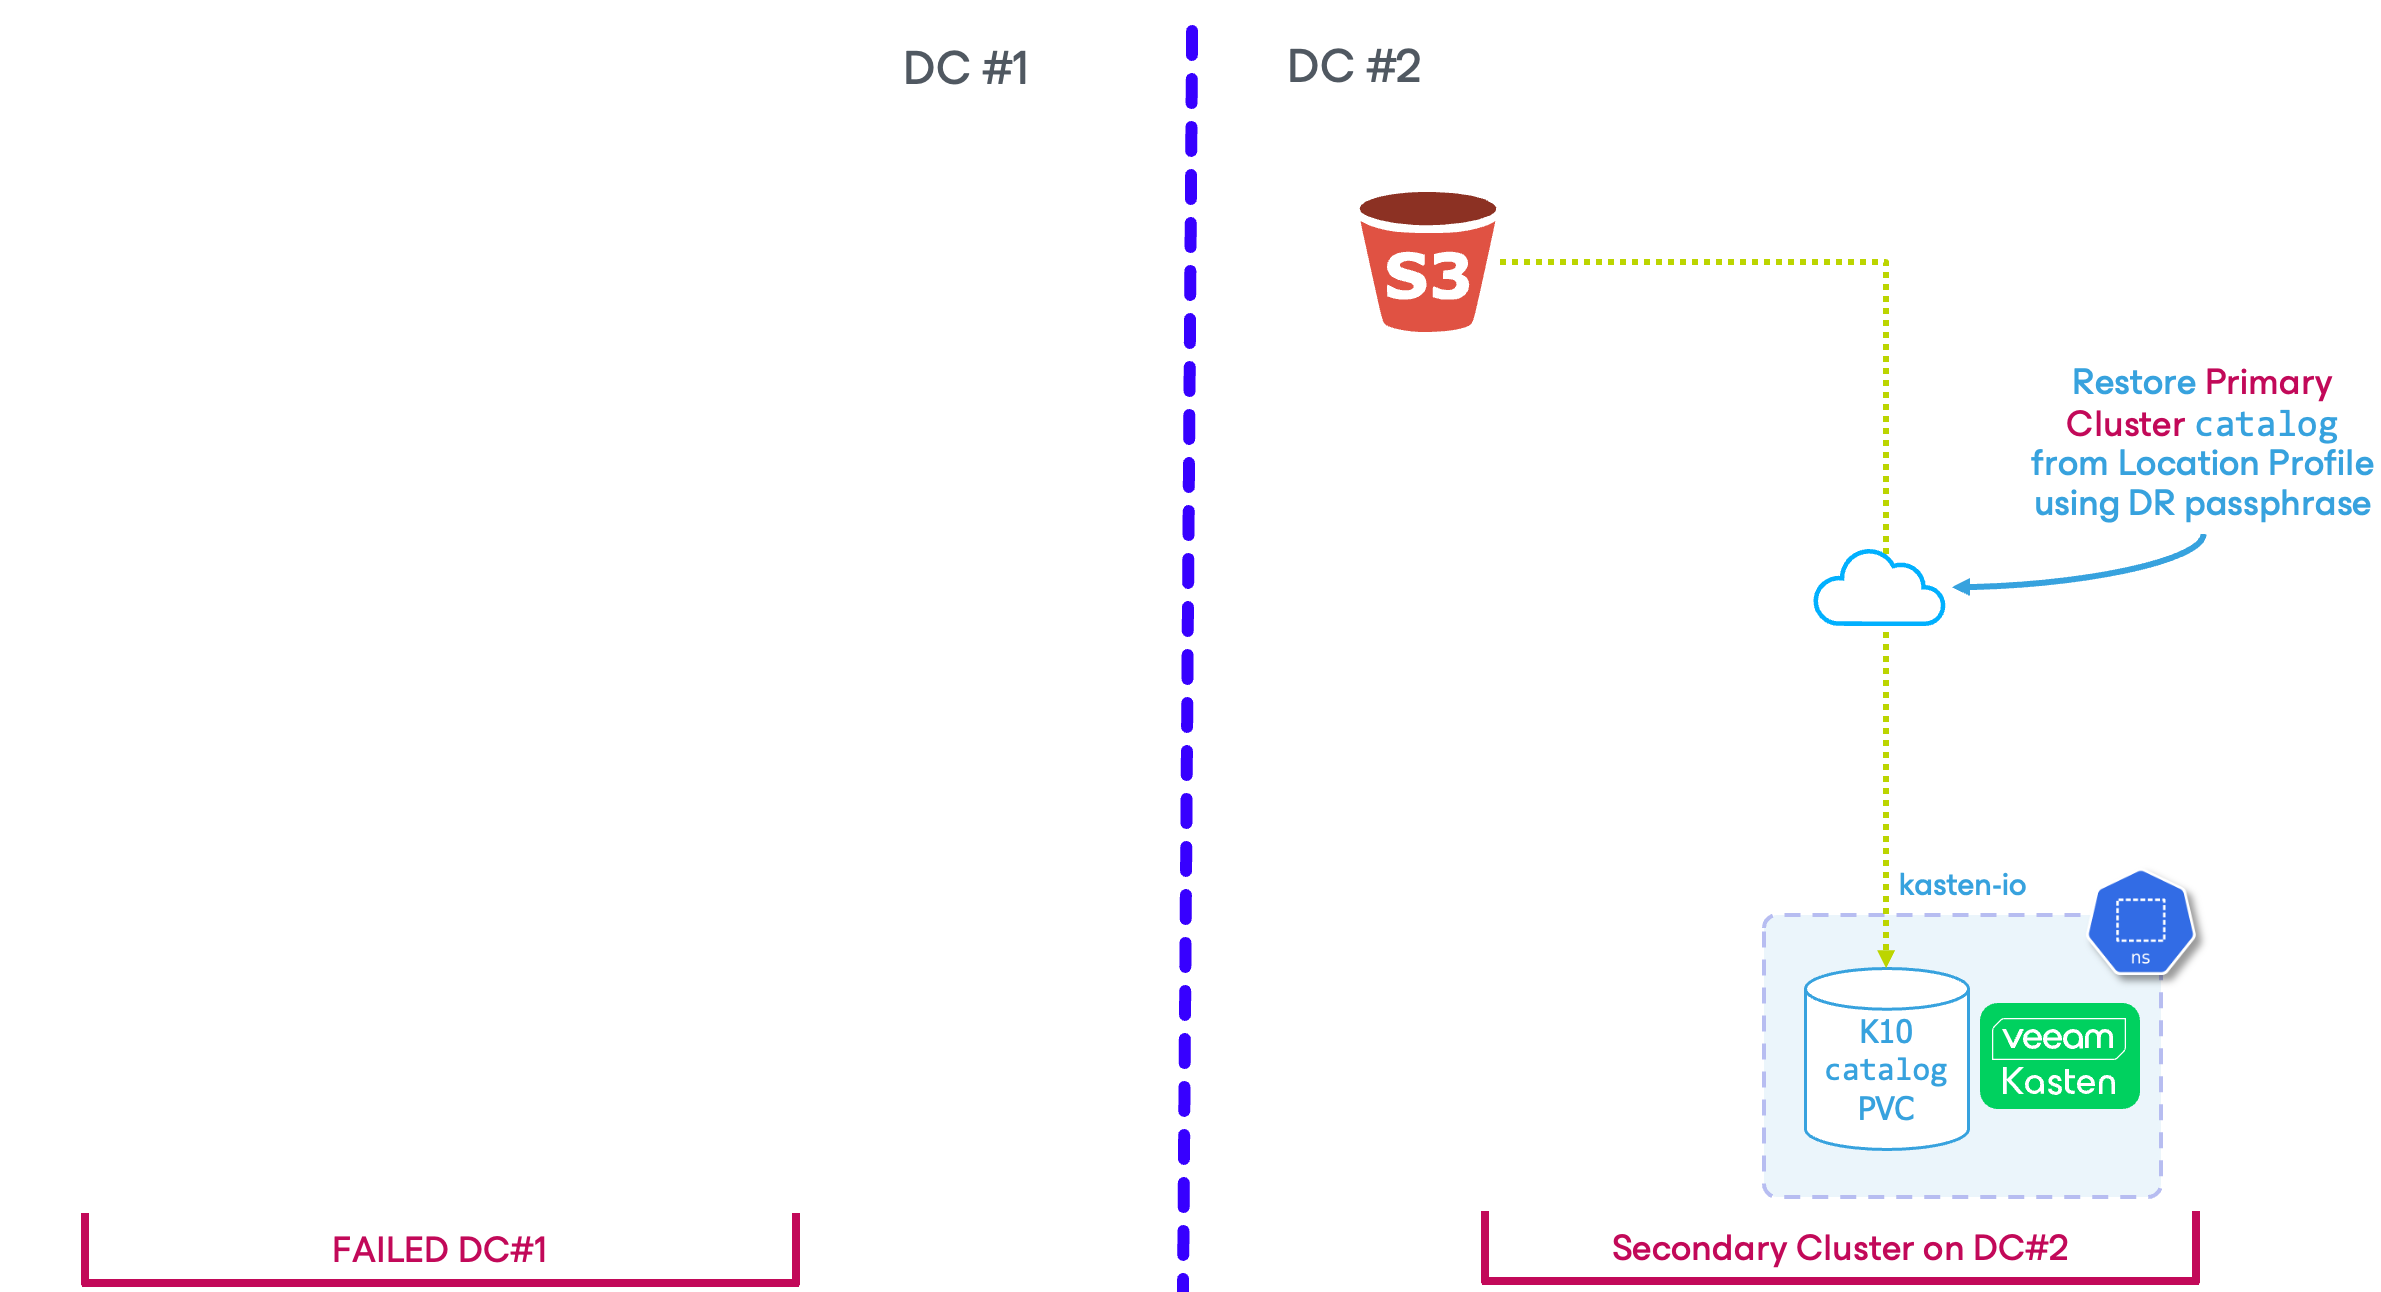 DC #1
DC #2
S3
Restore Primary
Cluster catalog
from Location Profile
using DR passphrase
kasten-io
ns
K10
catalog
PVC
veeam
Kasten
FAILED DC#1
Secondary Cluster on DC#2